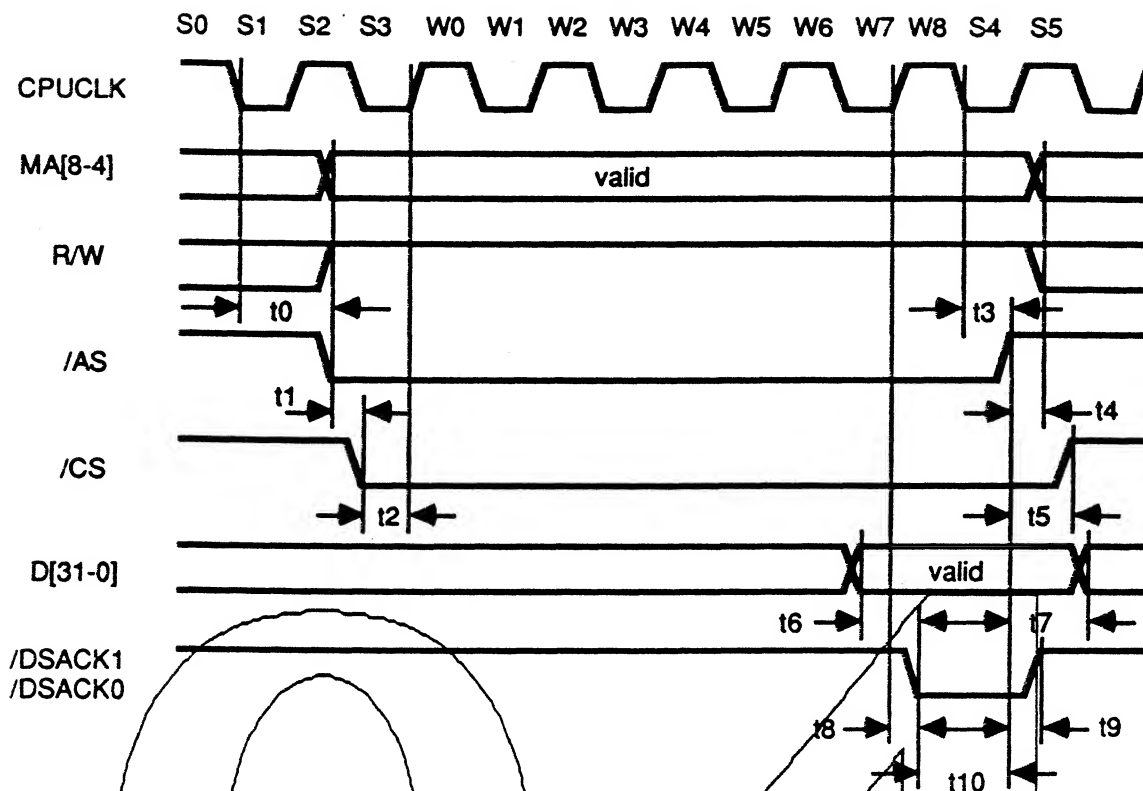 S0 S1 S2 S3 W0 W1 W2 W3 W4 W5 W6 W7 W8 S4 S5
CPUCLK
MA[8-4]
valid
R/W
t0
t3
/AS
t1
t4
/CS
t2
t5
D[31-0]
valid
t6
t7
/DSACK1
/DSACK0
t8
t9
t10